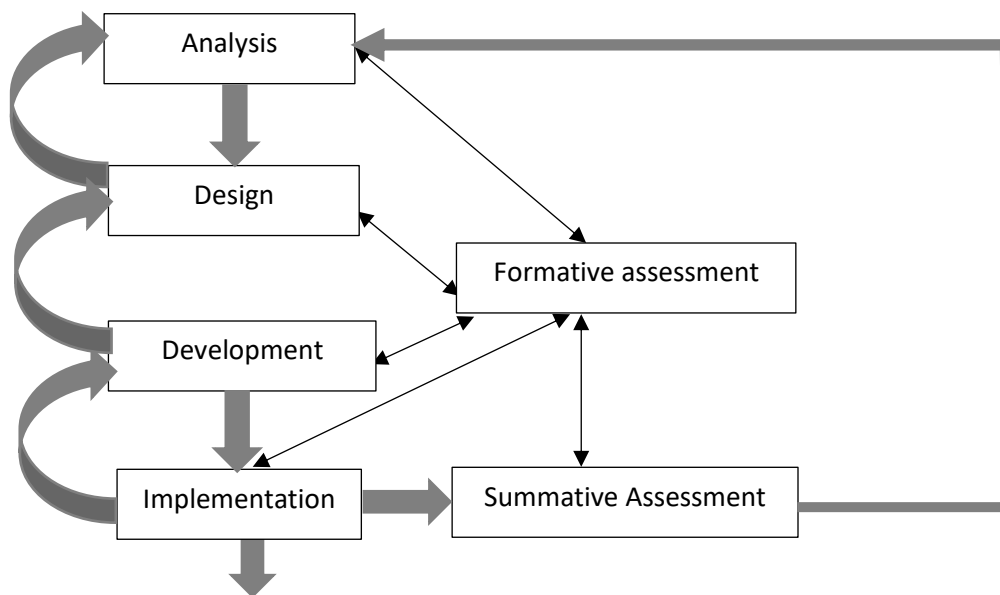 Analysis
Design
Formative assessment
Development
Implementation
Summative Assessment